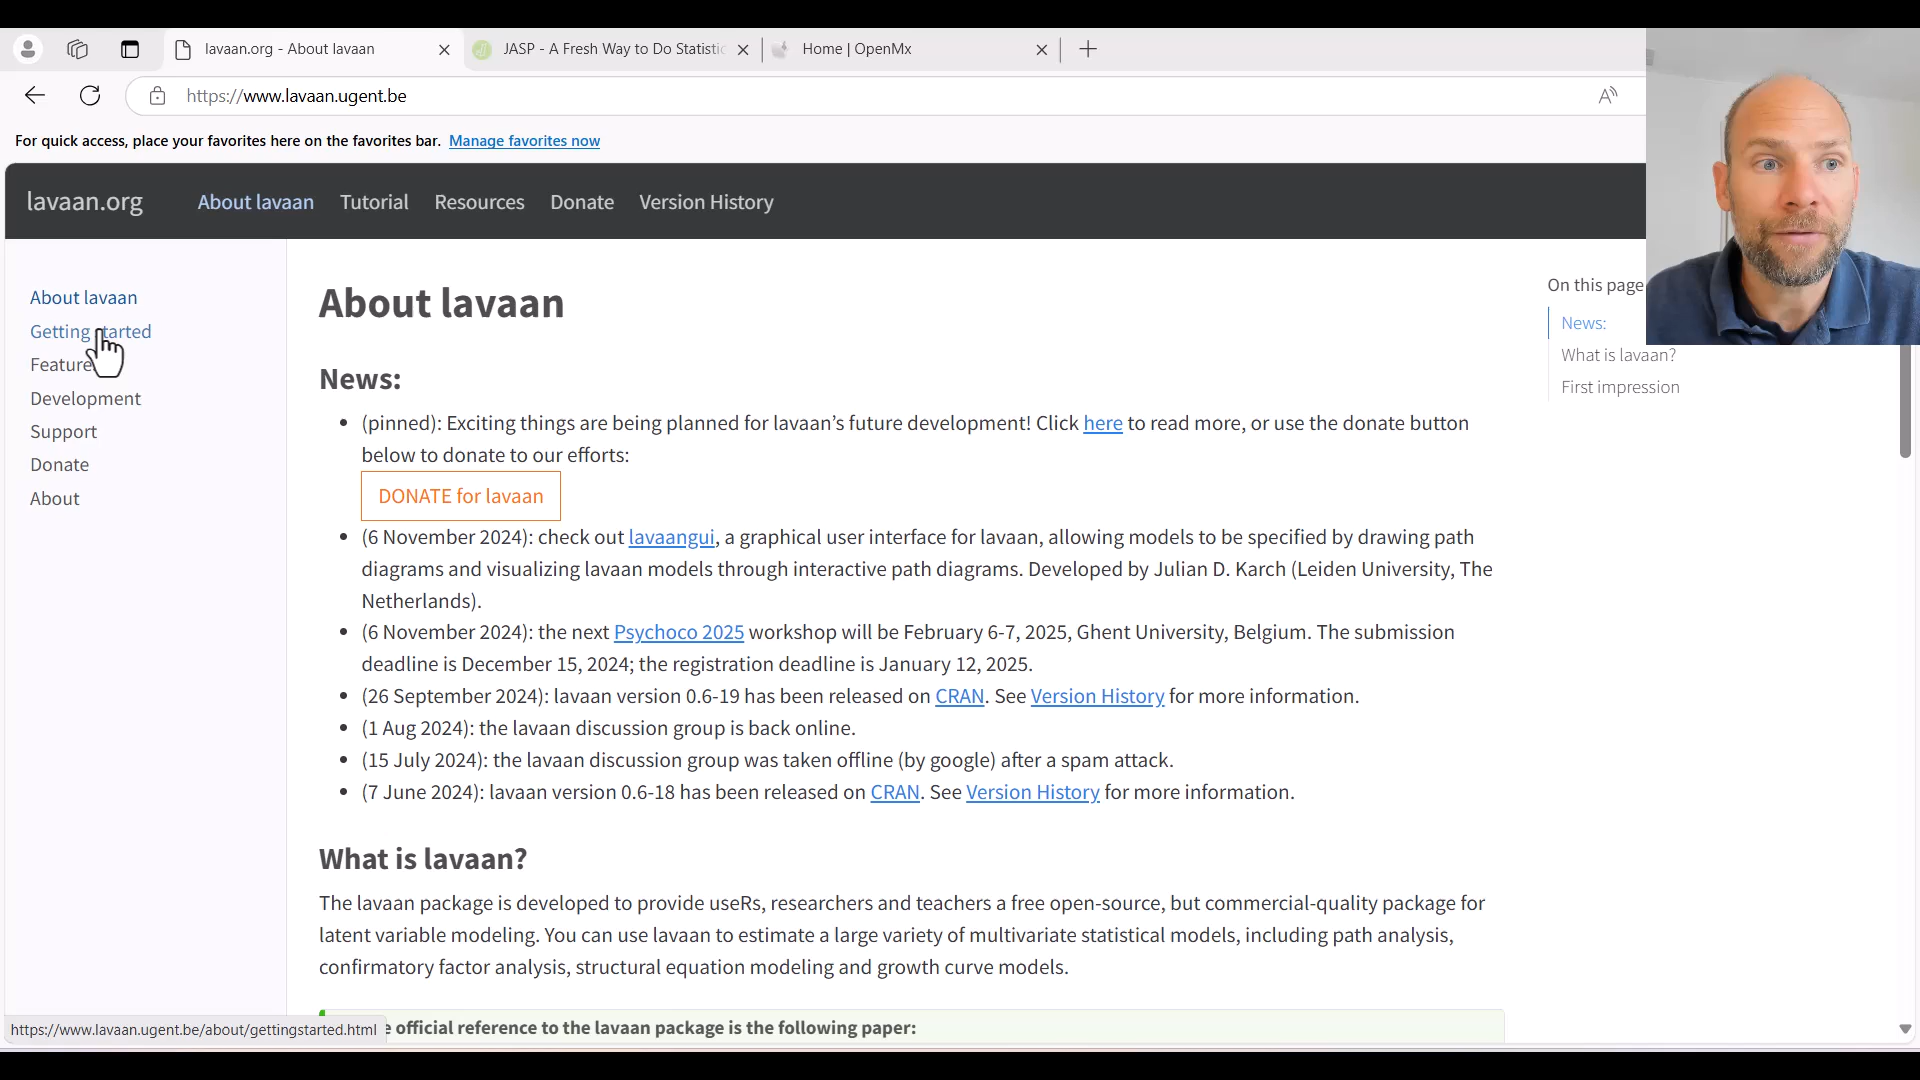 lavaan.org - About lavaan
JASP - A Fresh Way to Do Statistic
Home | OpenMx
https://www.lavaan.ugent.be
For quick access, place your favorites here on the favorites bar. Manage favorites now
lavaan.org
About lavaan
Tutorial
Resources
Donate
Version History
About lavaan
Getting started
Feature
Development
Support
Donate
About
About lavaan
News:
(pinned): Exciting things are being planned for lavaan’s future development! Click here to read more, or use the donate button
below to donate to our efforts:
DONATE for lavaan
(6 November 2024): check out lavaangui, a graphical user interface for lavaan, allowing models to be specified by drawing path
diagrams and visualizing lavaan models through interactive path diagrams. Developed by Julian D. Karch (Leiden University, The
Netherlands).
(6 November 2024): the next Psychoco 2025 workshop will be February 6-7, 2025, Ghent University, Belgium. The submission
deadline is December 15, 2024; the registration deadline is January 12, 2025.
(26 September 2024): lavaan version 0.6-19 has been released on CRAN. See Version History for more information.
(1 Aug 2024): the lavaan discussion group is back online.
(15 July 2024): the lavaan discussion group was taken offline (by google) after a spam attack.
(7 June 2024): lavaan version 0.6-18 has been released on CRAN. See Version History for more information.
What is lavaan?
The lavaan package is developed to provide useRs, researchers and teachers a free open-source, but commercial-quality package for
latent variable modeling. You can use lavaan to estimate a large variety of multivariate statistical models, including path analysis,
confirmatory factor analysis, structural equation modeling and growth curve models.
e official reference to the lavaan package is the following paper:
On this page
News:
What is lavaan?
First impression
https://www.lavaan.ugent.be/about/gettingstarted.html